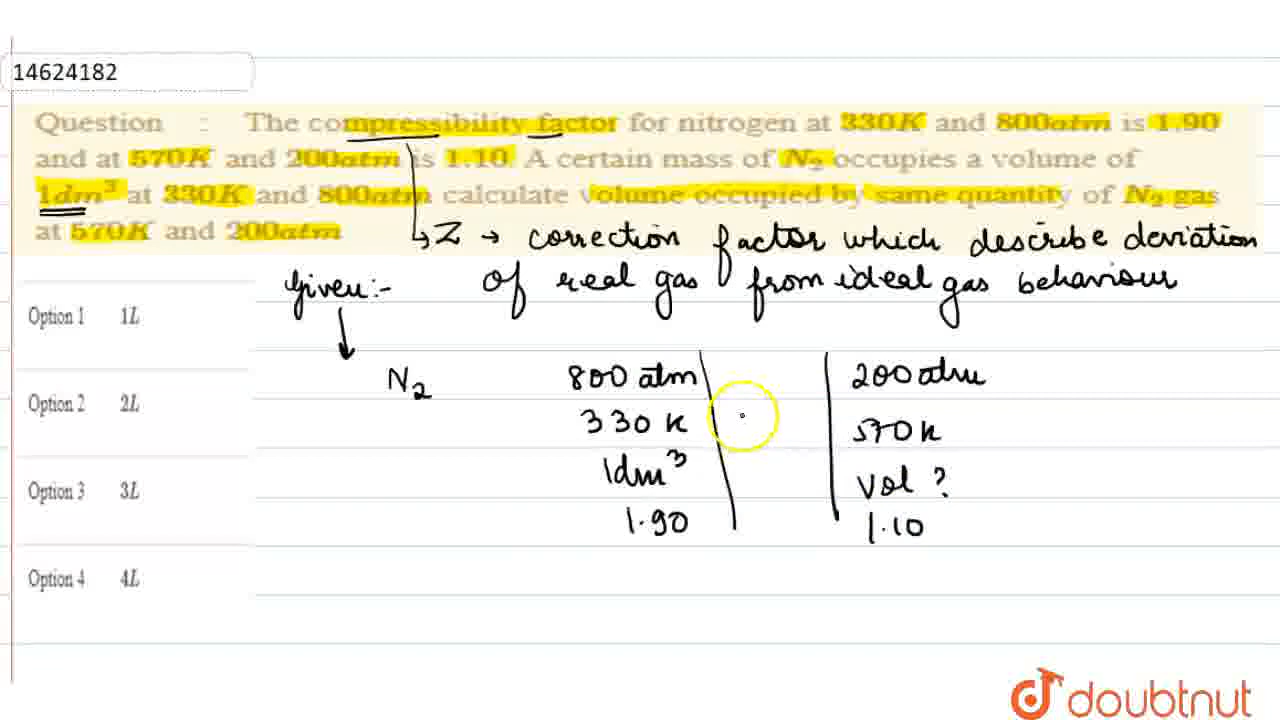 14624182
Question : The compressibility factor for nitrogen at 330K and 800atm is 1.90
and at 570K and 200atm is 1.10 A certain mass of N2 occupies a volume of
1dm³ at 330K and 800atm calculate volume occupied by same quantity of N2 gas
at 570K and 200atm
↳ Z → correction factor which describe deviation
of real gas from ideal gas behaviour
Given:-
N2
800 atm
330 K
1dm³
1.90
200 atm
570 K
Vol ?
1.10
Option 1 1L
Option 2 2L
Option 3 3L
Option 4 4L
doubtnut